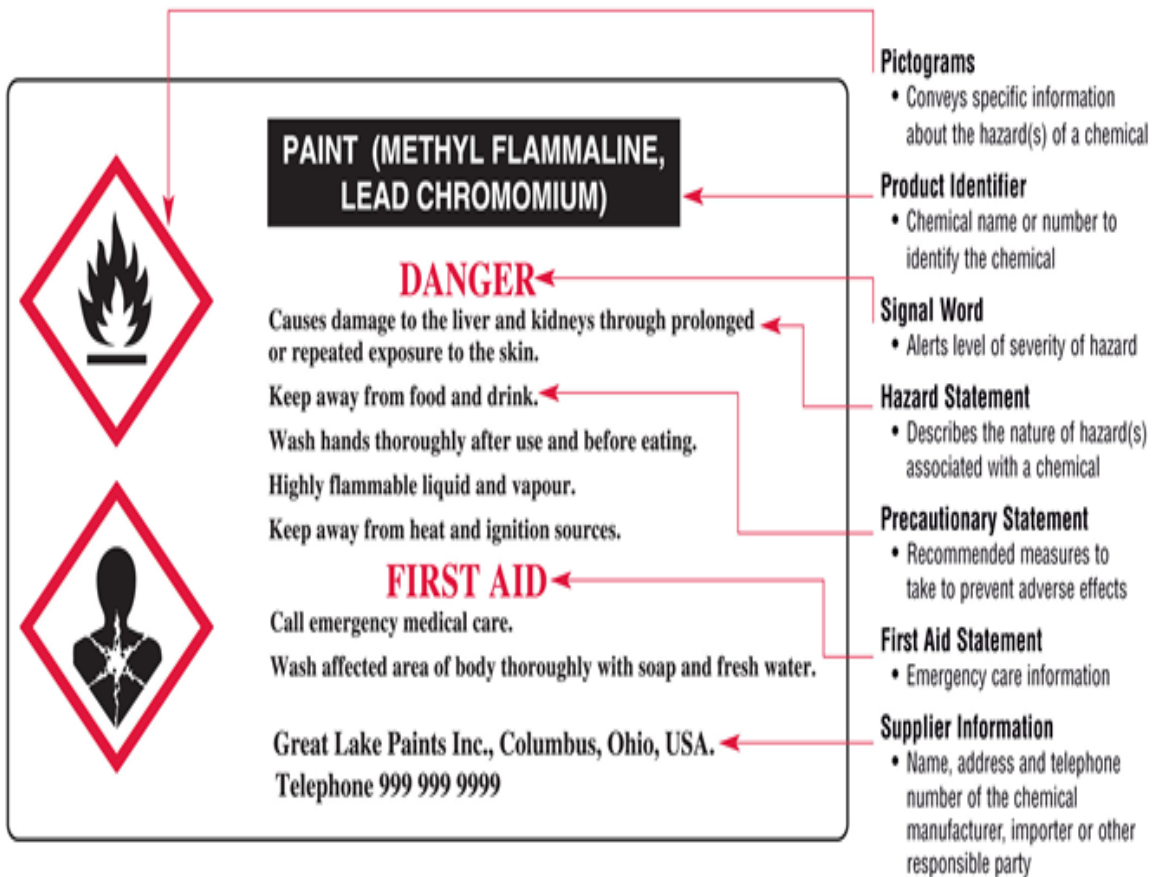 PAINT (METHYL FLAMMALINE,
LEAD CHROMOMIUM)
DANGER
Causes damage to the liver and kidneys through prolonged
or repeated exposure to the skin.
Keep away from food and drink.
Wash hands thoroughly after use and before eating.
Highly flammable liquid and vapour.
Keep away from heat and ignition sources.
FIRST AID
Call emergency medical care.
Wash affected area of body thoroughly with soap and fresh water.
Great Lake Paints Inc., Columbus, Ohio, USA.
Telephone 999 999 9999
Pictograms
• Conveys specific information
about the hazard(s) of a chemical
Product Identifier
• Chemical name or number to
identify the chemical
Signal Word
• Alerts level of severity of hazard
Hazard Statement
• Describes the nature of hazard(s)
associated with a chemical
Precautionary Statement
• Recommended measures to
take to prevent adverse effects
First Aid Statement
• Emergency care information
Supplier Information
• Name, address and telephone
number of the chemical
manufacturer, importer or other
responsible party